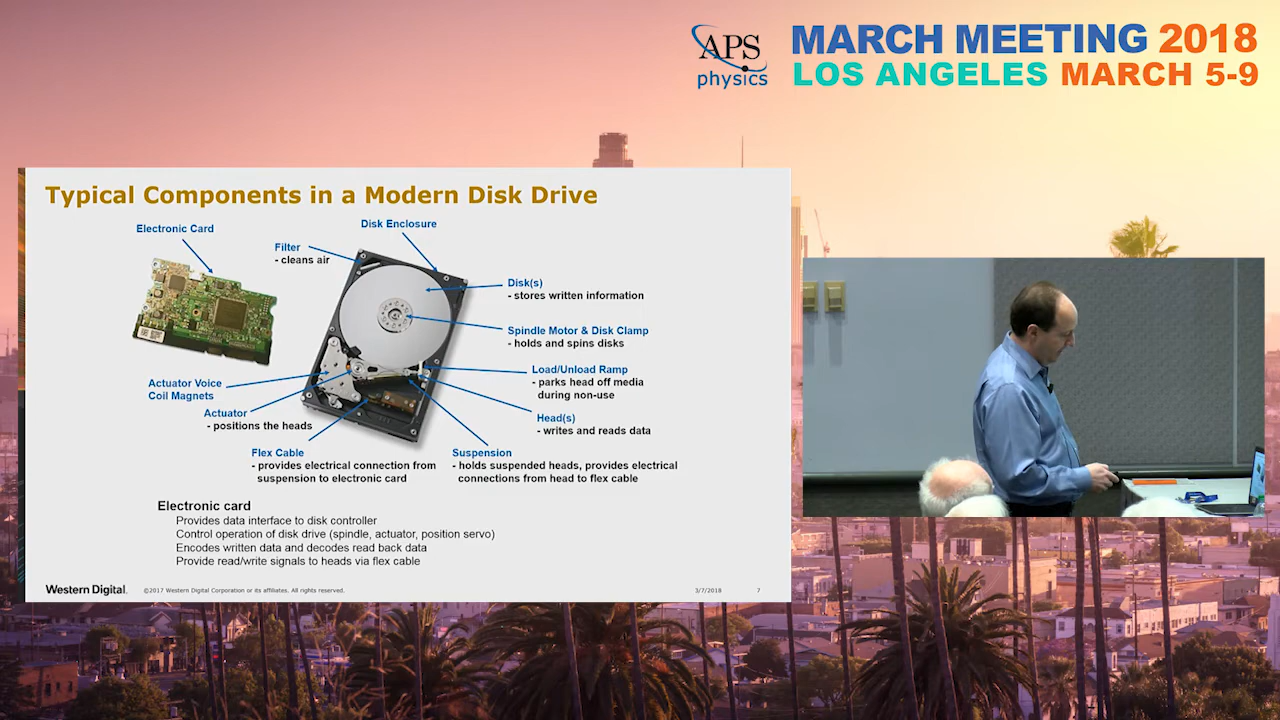 APS
physics
MARCH MEETING 2018
LOS ANGELES MARCH 5-9
Typical Components in a Modern Disk Drive
Electronic Card
Disk Enclosure
Filter
- cleans air
Disk(s)
- stores written information
Spindle Motor & Disk Clamp
- holds and spins disks
Load/Unload Ramp
- parks head off media
during non-use
Actuator Voice
Coil Magnets
Actuator
- positions the heads
Head(s)
- writes and reads data
Flex Cable
- provides electrical connection from
suspension to electronic card
Suspension
- holds suspended heads, provides electrical
connections from head to flex cable
Electronic card
Provides data interface to disk controller
Control operation of disk drive (spindle, actuator, position servo)
Encodes written data and decodes read back data
Provide read/write signals to heads via flex cable
Western Digital.
©2017 Western Digital Corporation or its affiliates. All rights reserved.
3/7/2018
7